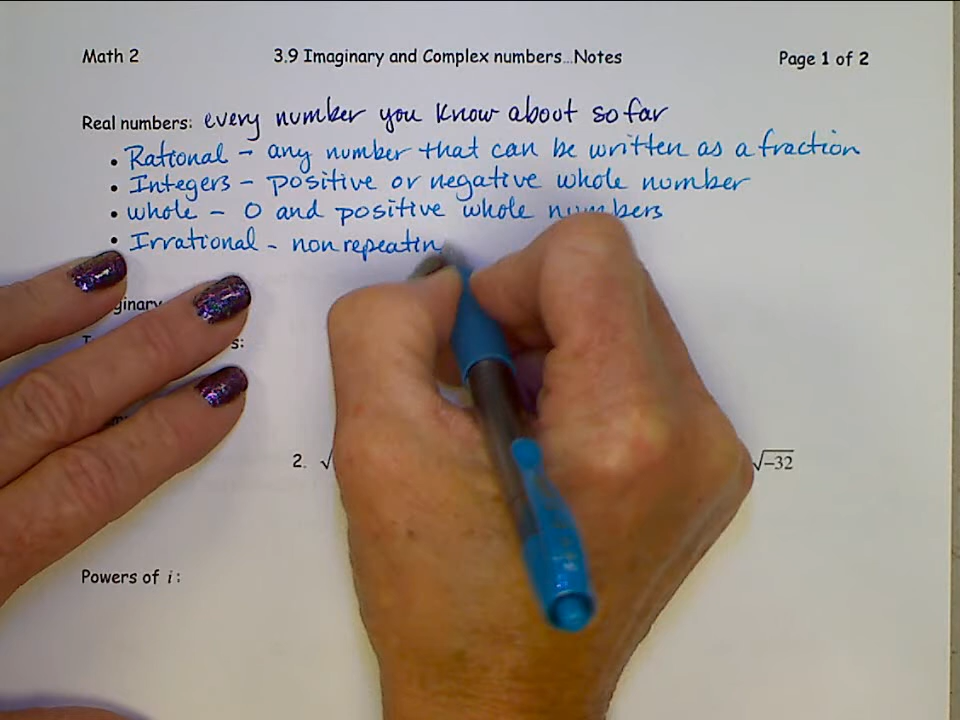 Math 2 3.9 Imaginary and Complex numbers...Notes Page 1 of 2
Real numbers: every number you know about so far
• Rational - any number that can be written as a fraction
• Integers - positive or negative whole number
• whole - 0 and positive whole numbers
• Irrational - non repeatin
ginary
s:
2. √ √-32
Powers of i: